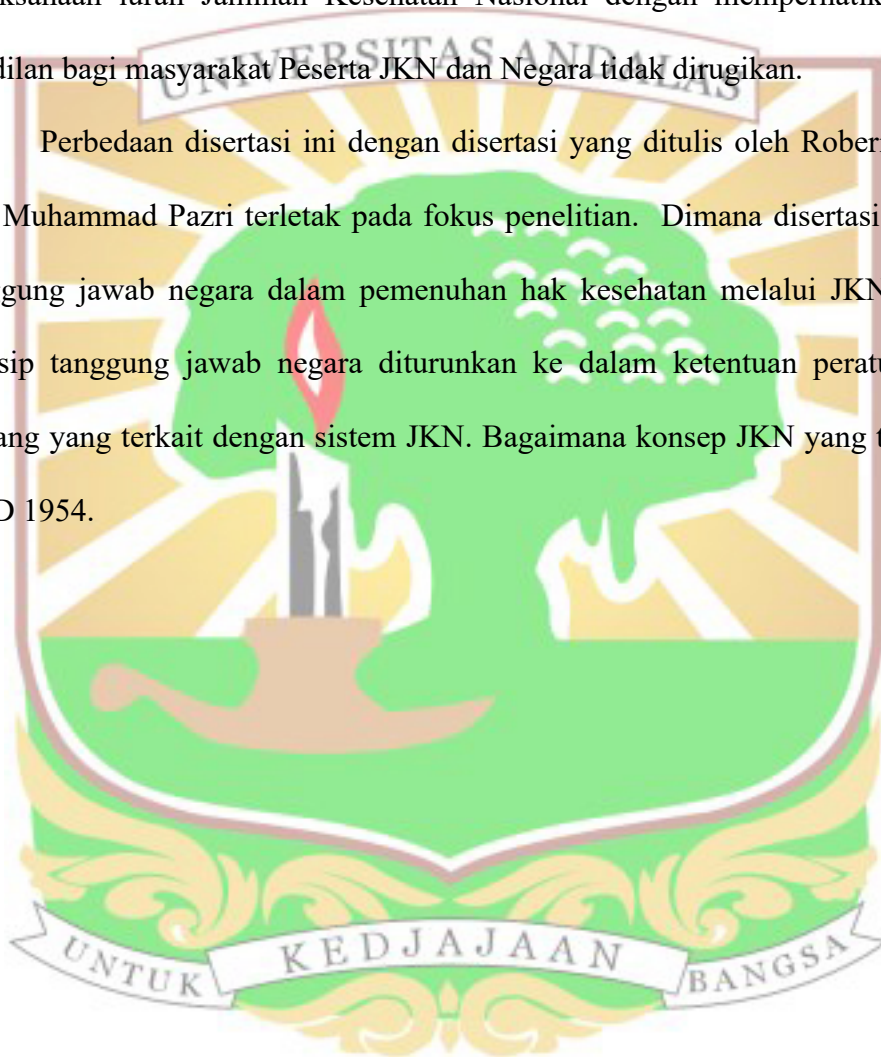 ksanaan Iuran Jaminan Kesehatan Nasional dengan memperhatik
dilan bagi masyarakat Peserta JKN dan Negara tidak dirugikan.
UNIVERSITAS ANDALAS
Perbedaan disertasi ini dengan disertasi yang ditulis oleh Rober
Muhammad Pazri terletak pada fokus penelitian. Dimana disertasi
ggung jawab negara dalam pemenuhan hak kesehatan melalui JKN
sip tanggung jawab negara diturunkan ke dalam ketentuan peratu
ang yang terkait dengan sistem JKN. Bagaimana konsep JKN yang t
D 1954.
UNTUK KEDJAJAAN BANGSA